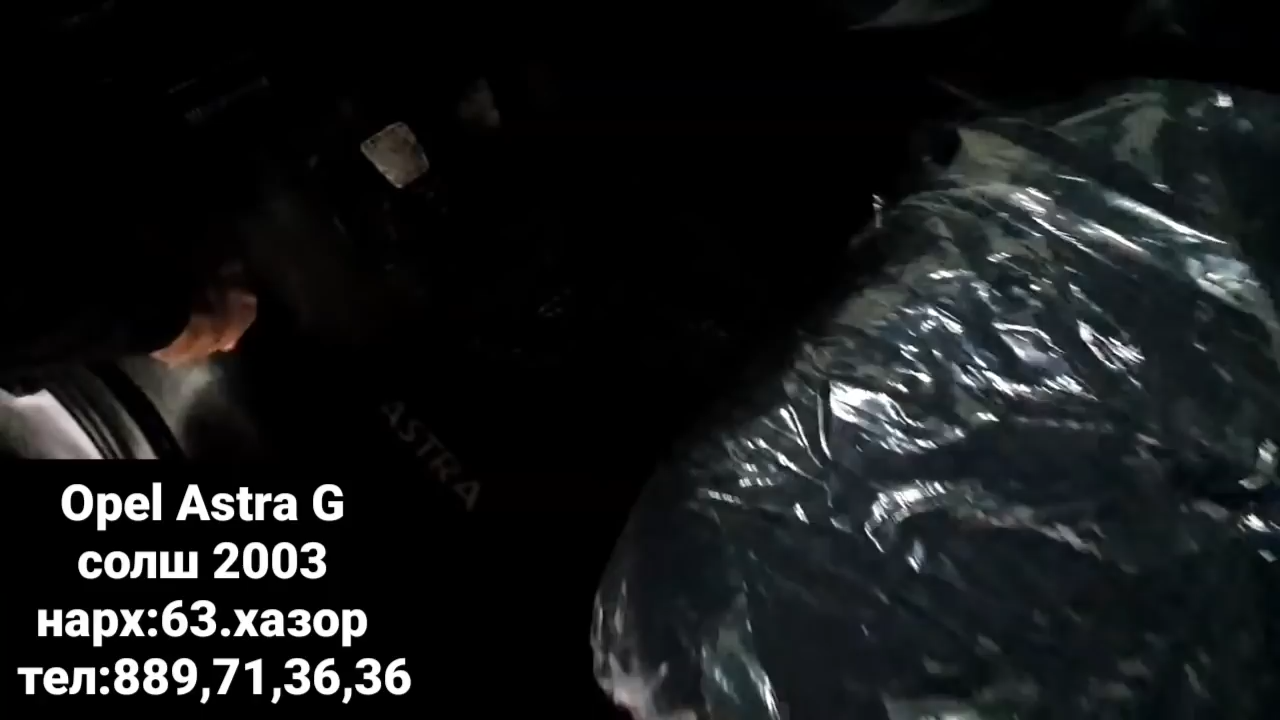 ASTRA
Opel Astra G
солш 2003
нарх:63.хазор
тел:889,71,36,36